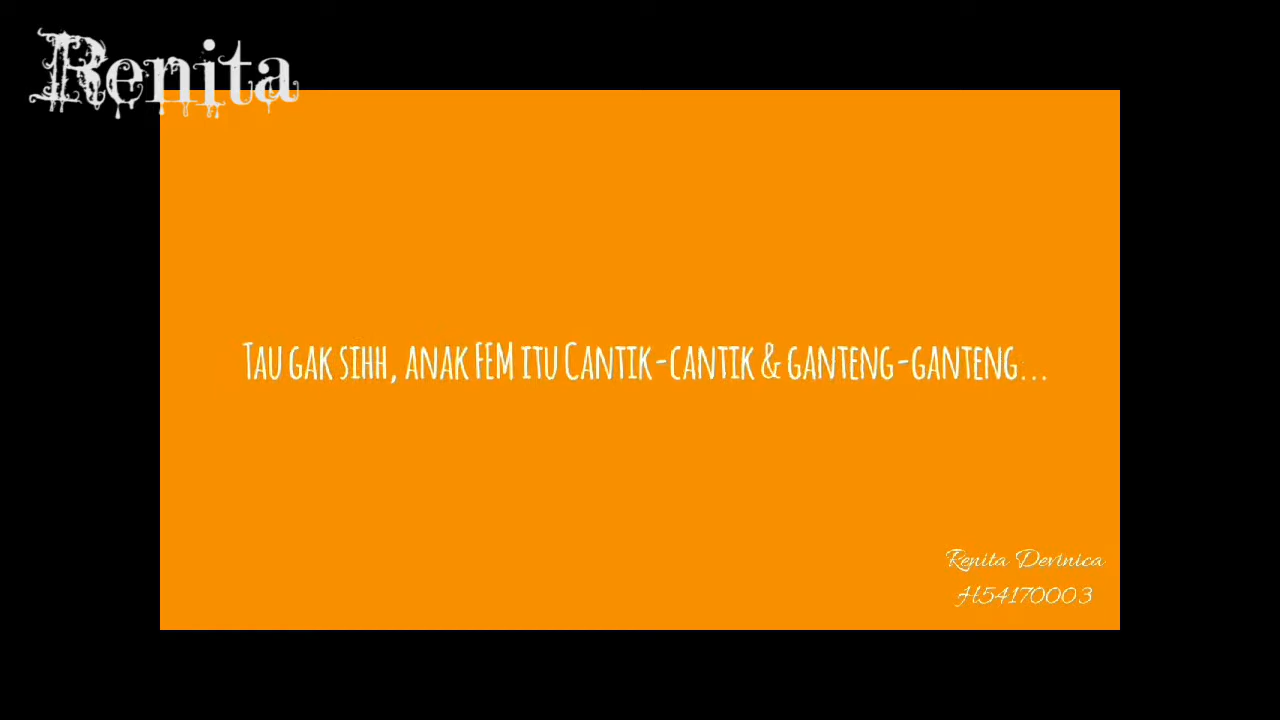 Renita
Tau gak sihh, anak FEM itu Cantik-cantik & ganteng-ganteng...
Renita Devinica
H54170003